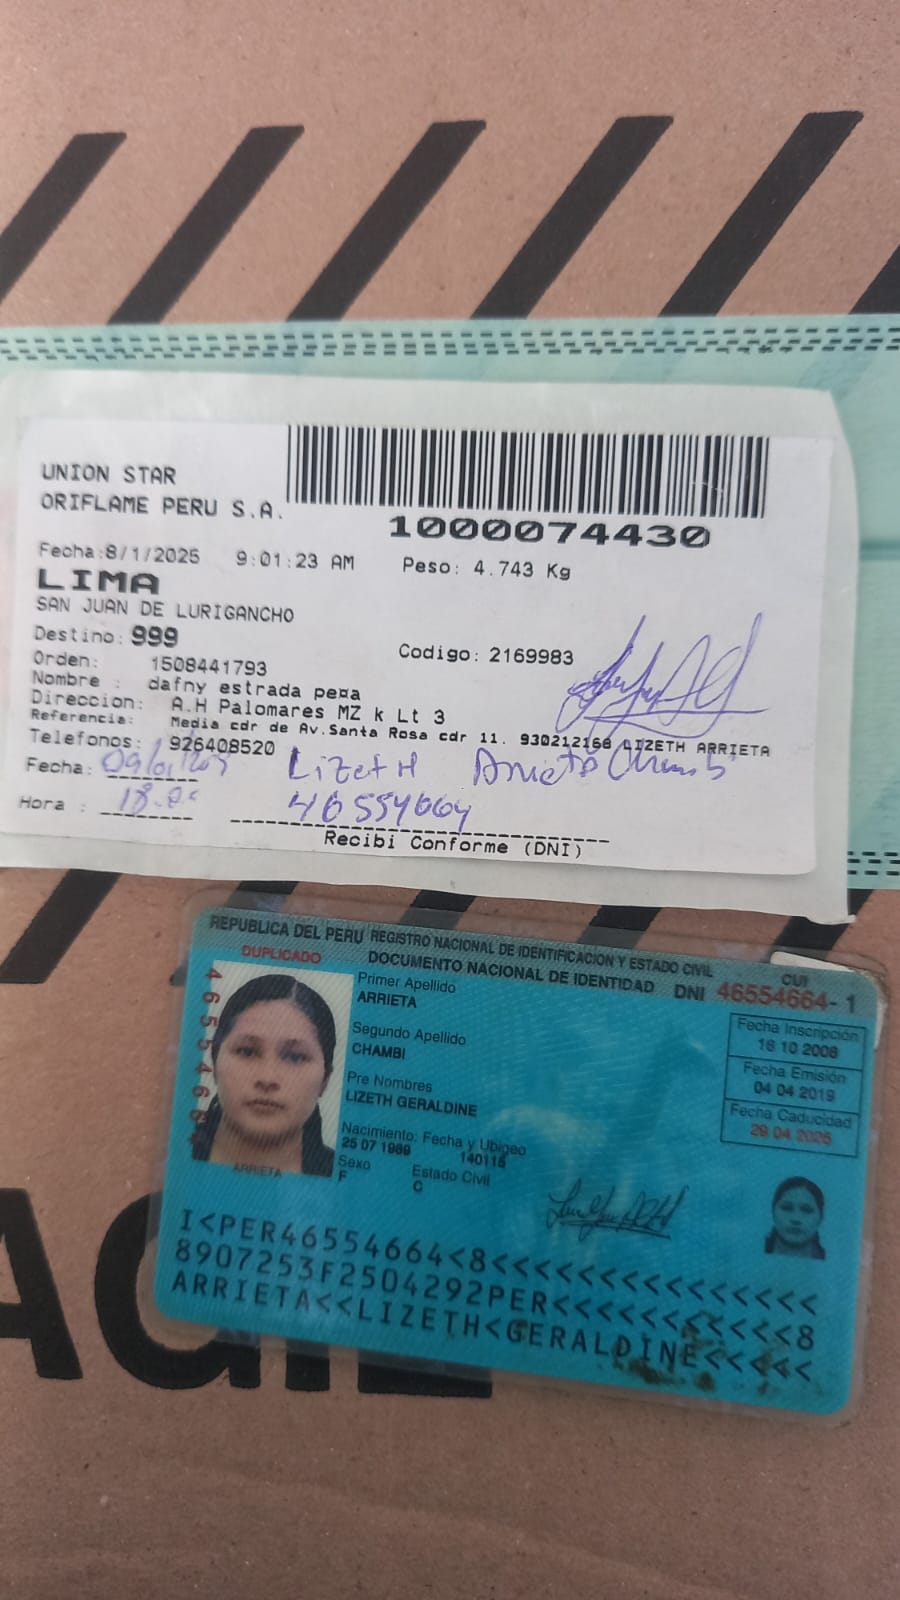 UNION STAR
ORIFLAME PERU S.A.
1000074430
Fecha:8/1/2025 9:01:23 AM Peso: 4.743 Kg
LIMA
SAN JUAN DE LURIGANCHO
Destino: 999
Codigo: 2169983
Orden: 1508441793
Nombre : dafny estrada pe¤a
Direccion: A.H Palomares MZ k Lt 3
Referencia: Media cdr de Av.Santa Rosa cdr 11. 930212168 LIZETH ARRIETA
Telefonos: 926408520
Fecha: Lizeth Arrieta Chambi
Hora : 46554664
Recibi Conforme (DNI)
REPUBLICA DEL PERU REGISTRO NACIONAL DE IDENTIFICACION Y ESTADO CIVIL
DUPLICADO DOCUMENTO NACIONAL DE IDENTIDAD DNI 46554664-1
CUI
Primer Apellido
ARRIETA
Segundo Apellido
CHAMBI
Pre Nombres
LIZETH GERALDINE
Nacimiento: Fecha y Ubigeo
25 07 1989 140115
Sexo Estado Civil
F C
Fecha Inscripción
16 10 2008
Fecha Emisión
04 04 2019
Fecha Caducidad
29 04 2025
ARRIETA
I<PER46554664<8<<<<<<<<<<<<<<<
8907253F2504292PER<<<<<<<<<<<8
ARRIETA<<LIZETH<GERALDINE<<<<<